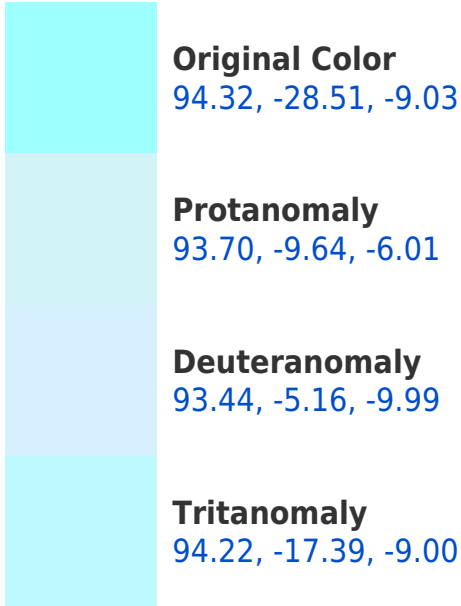 Original Color
94.32, -28.51, -9.03
Protanomaly
93.70, -9.64, -6.01
Deuteranomaly
93.44, -5.16, -9.99
Tritanomaly
94.22, -17.39, -9.00